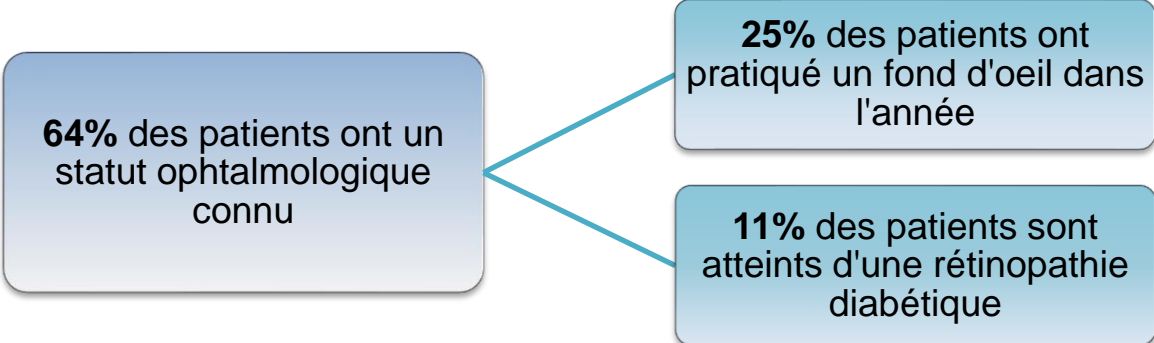 64% des patients ont un
statut ophtalmologique
connu
25% des patients ont
pratiqué un fond d'oeil dans
l'année
11% des patients sont
atteints d'une rétinopathie
diabétique